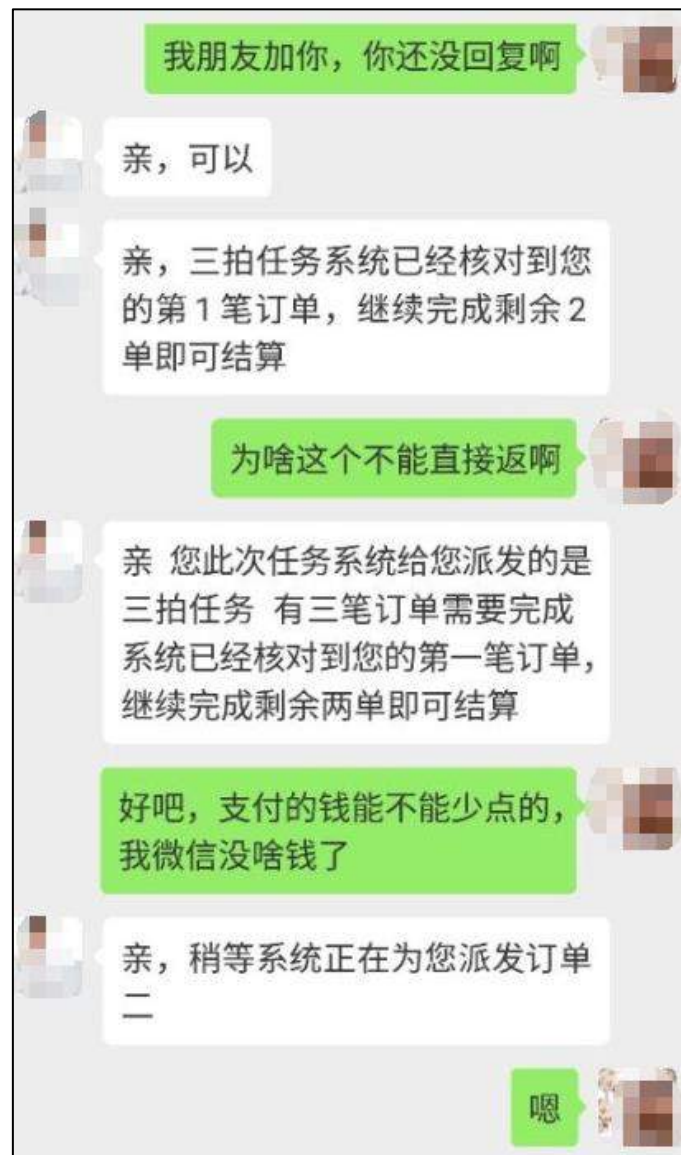 我朋友加你，你还没回复啊
亲，可以
亲，三拍任务系统已经核对到您
的第1笔订单，继续完成剩余2
单即可结算
为啥这个不能直接返啊
亲 您此次任务系统给您派发的是
三拍任务 有三笔订单需要完成
系统已经核对到您的第一笔订单，
继续完成剩余两单即可结算
好吧，支付的钱能不能少点的，
我微信没啥钱了
亲，稍等系统正在为您派发订单
二
嗯